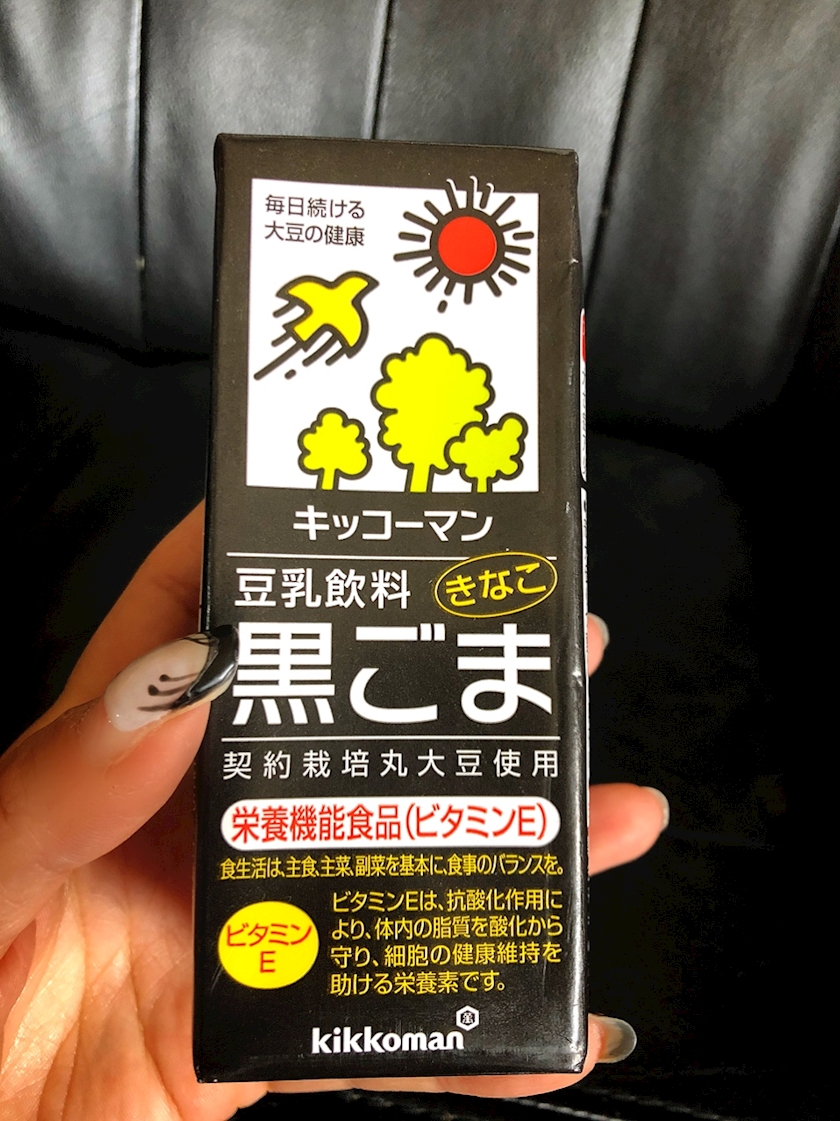 毎日続ける
大豆の健康
キッコーマン
豆乳飲料 きなこ
黒ごま
契約栽培丸大豆使用
栄養機能食品(ビタミンE)
食生活は、主食、主菜、副菜を基本に、食事のバランスを。
ビタミン
E
ビタミンEは、抗酸化作用に
より、体内の脂質を酸化から
守り、細胞の健康維持を
助ける栄養素です。
kikkoman